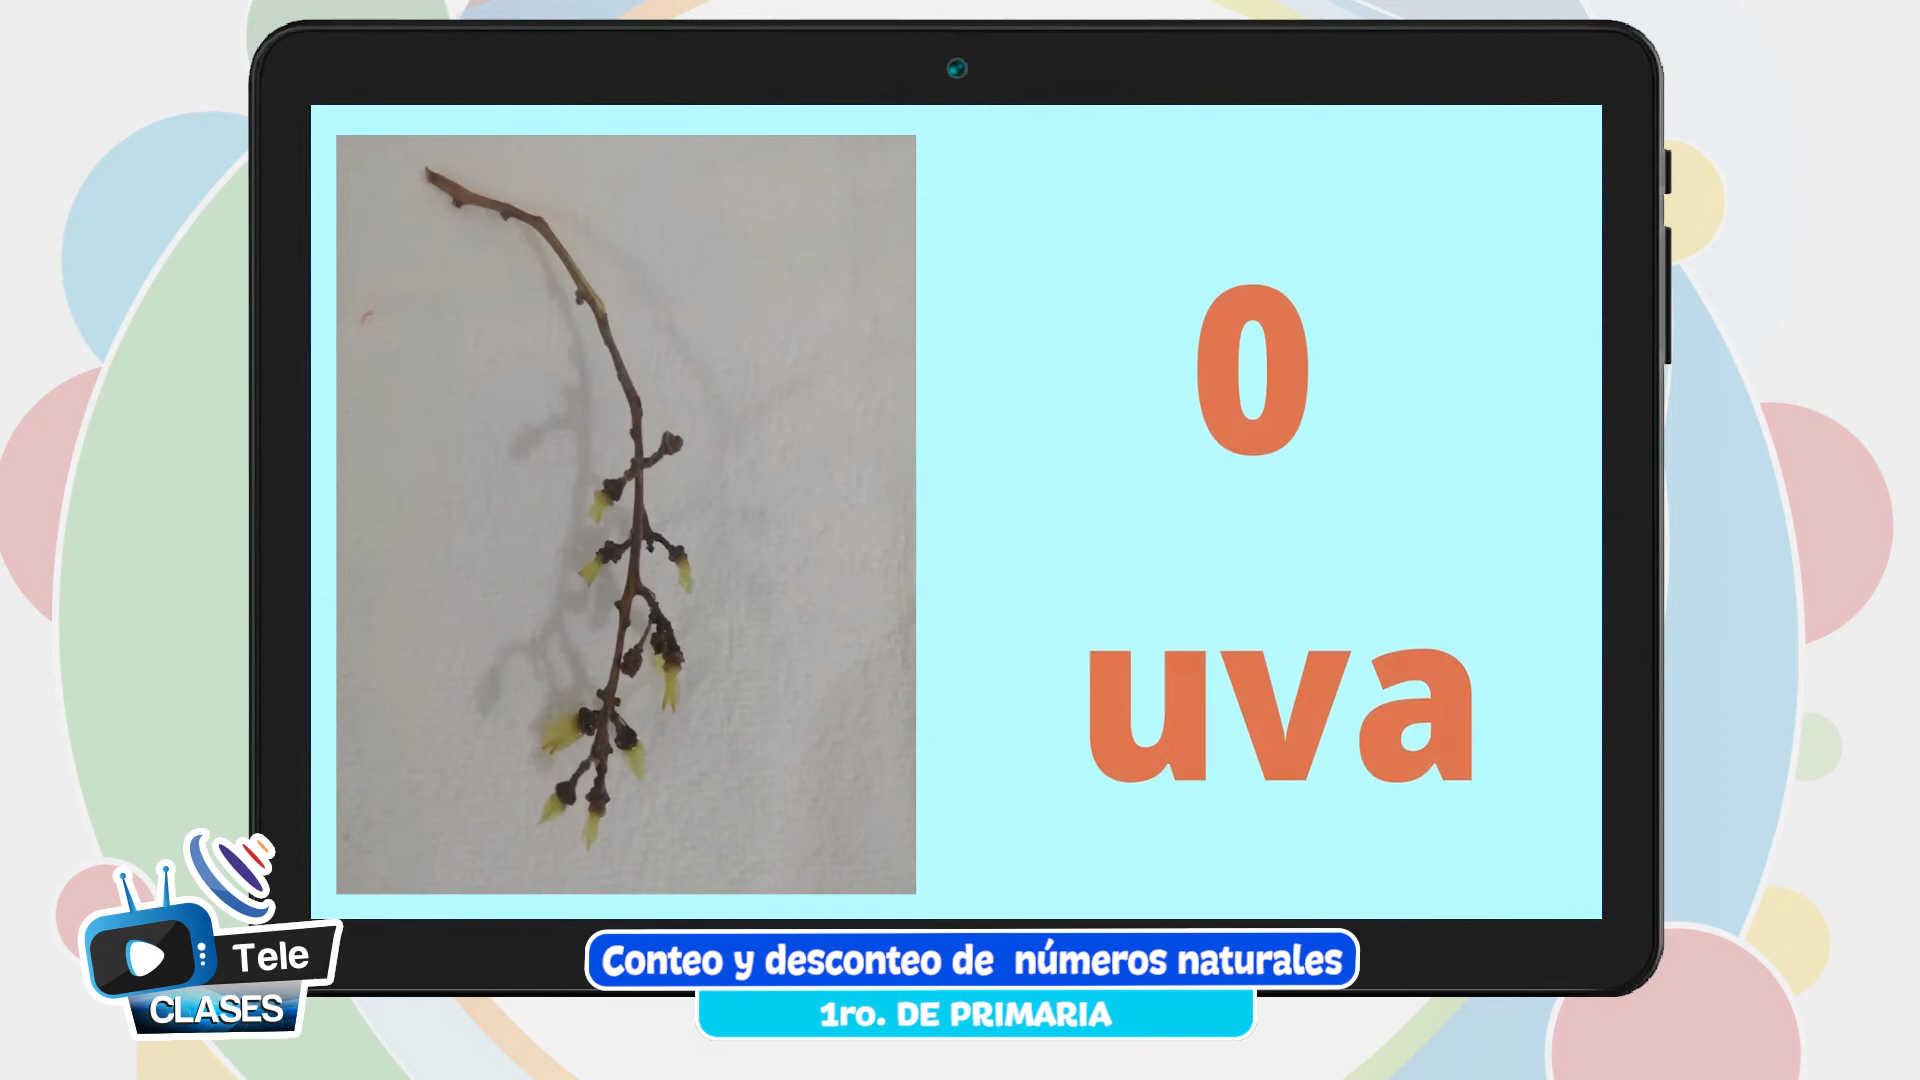 0
uva
Tele
CLASES
Conteo y desconteo de números naturales
1ro. DE PRIMARIA